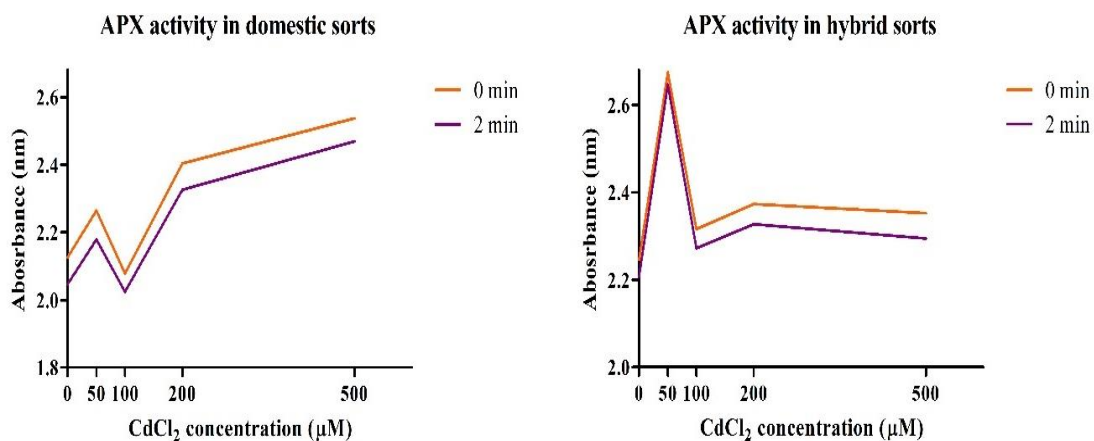 APX activity in domestic sorts
Abosrbance (nm)
2.6
2.4
2.2
2.0
1.8
0 50 100 200 500
CdCl₂ concentration (μM)
0 min
2 min
APX activity in hybrid sorts
Abosrbance (nm)
2.6
2.4
2.2
2.0
0 50 100 200 500
CdCl₂ concentration (μM)
0 min
2 min